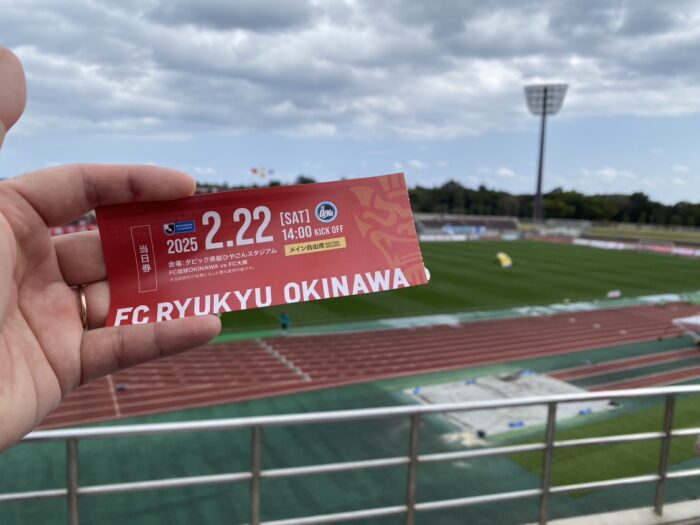 当日券
2025 2.22 [SAT]
14:00 KICK OFF
会場：タピック県総ひやごんスタジアム
FC琉球OKINAWA vs FC大阪
メイン自由席
FC RYUKYU OKINAWA